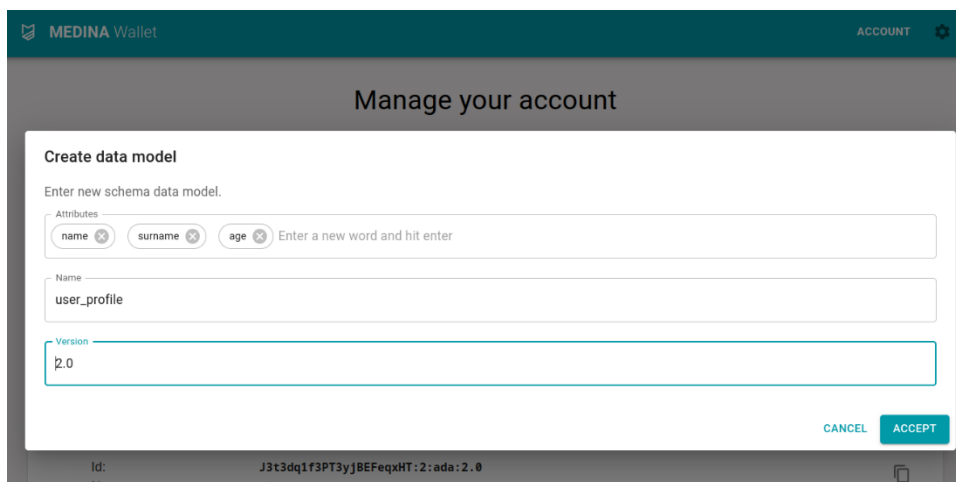 MEDINA Wallet ACCOUNT
Manage your account
Create data model
Enter new schema data model.
Attributes
name surname age Enter a new word and hit enter
Name
user_profile
Version
2.0
CANCEL ACCEPT
Id: J3t3dq1f3PT3yjBEFeqxHT:2:ada:2.0